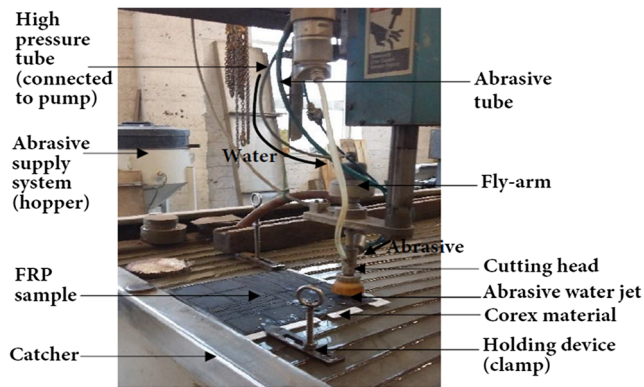 High
pressure
tube
(connected
to pump)
Abrasive
supply
system
(hopper)
FRP
sample
Catcher
Water
Abrasive
Abrasive
tube
Fly-arm
Cutting head
Abrasive water jet
Corex material
Holding device
(clamp)